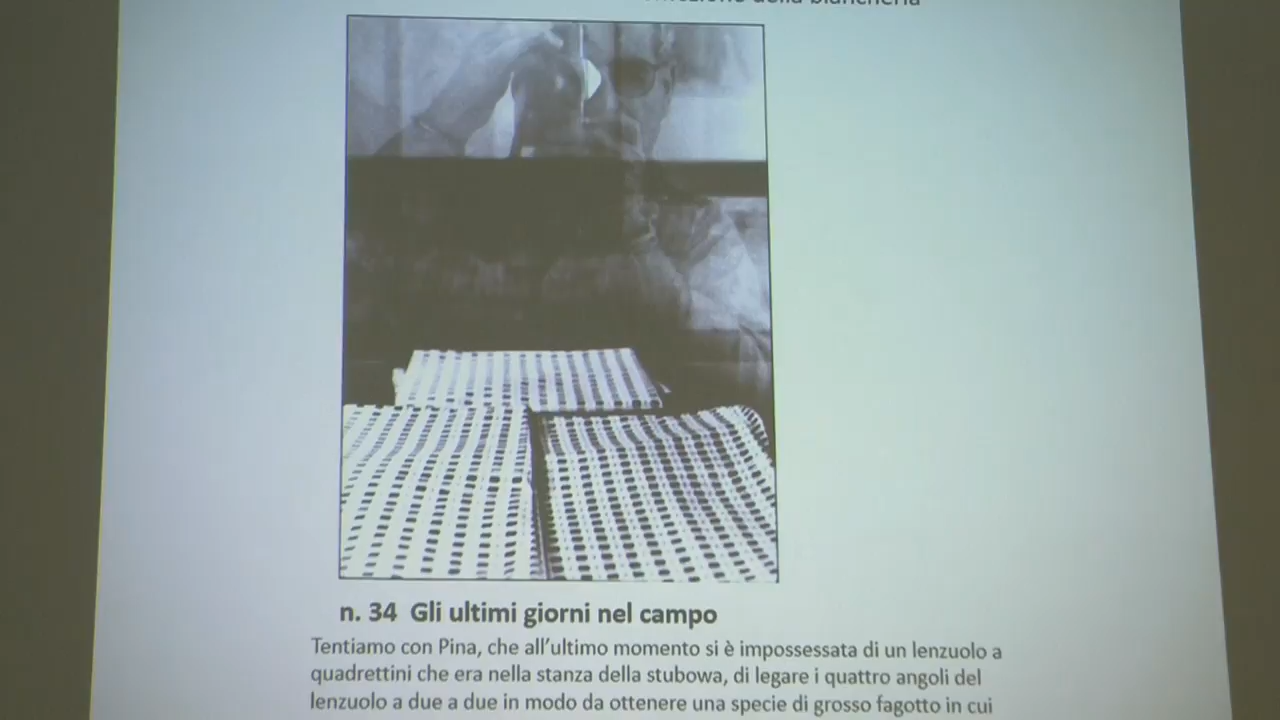 della biancheria
n. 34 Gli ultimi giorni nel campo
Tentiamo con Pina, che all'ultimo momento si è impossessata di un lenzuolo a
quadrettini che era nella stanza della stubowa, di legare i quattro angoli del
lenzuolo a due a due in modo da ottenere una specie di grosso fagotto in cui